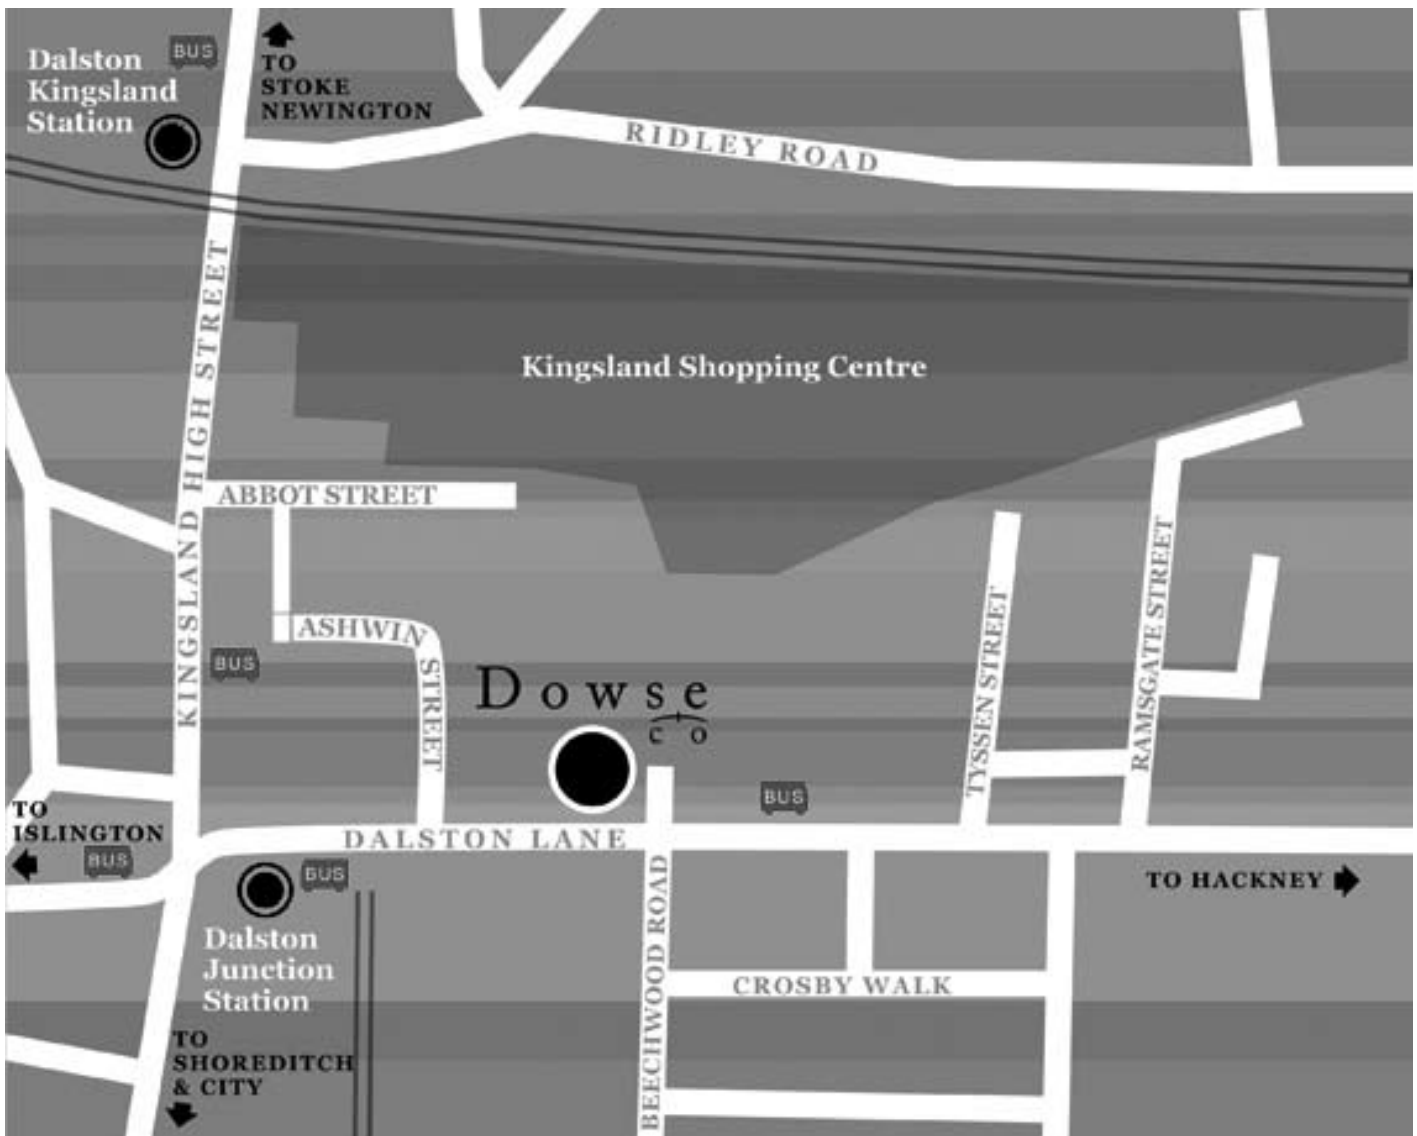 BUS
Dalston
Kingsland
Station
TO
STOKE
NEWINGTON
RIDLEY ROAD
KINGSLAND HIGH STREET
Kingsland Shopping Centre
ABBOT STREET
ASHWIN STREET
BUS
Dowse
co
BUS
TYSSEN STREET
RAMSGATE STREET
TO
ISLINGTON
BUS
DALSTON LANE
BUS
TO HACKNEY
Dalston
Junction
Station
BEECHWOOD ROAD
CROSBY WALK
TO
SHOREDITCH
& CITY